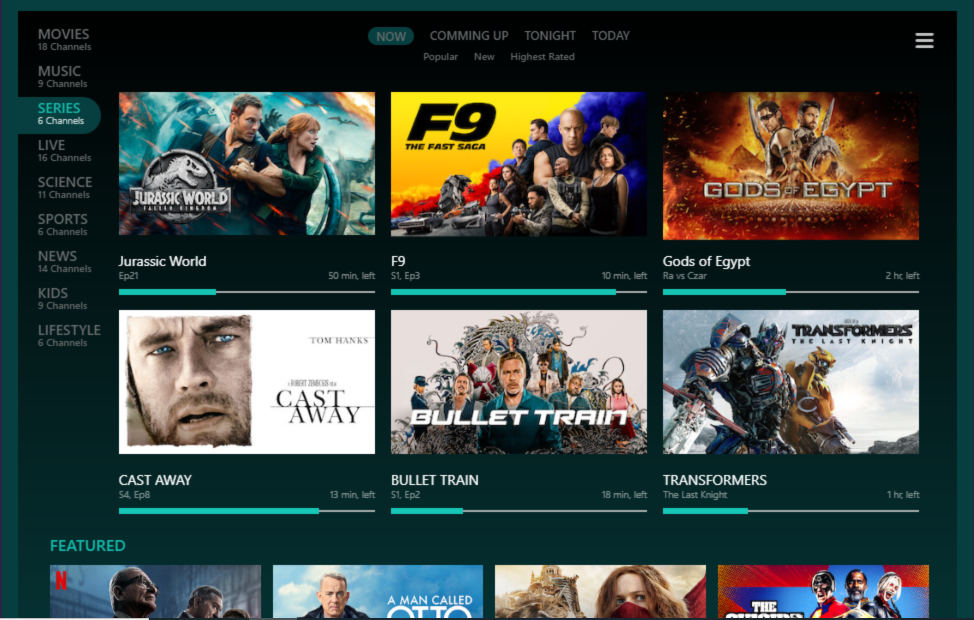 MOVIES
18 Channels
MUSIC
9 Channels
SERIES
6 Channels
LIVE
16 Channels
SCIENCE
11 Channels
SPORTS
6 Channels
NEWS
14 Channels
KIDS
9 Channels
LIFESTYLE
6 Channels
NOW COMMING UP TONIGHT TODAY
Popular New Highest Rated
JURASSIC WORLD
FALLEN KINGDOM
Jurassic World
Ep21 50 min, left
F9
THE FAST SAGA
F9
S1, Ep3 10 min, left
GODS OF EGYPT
Gods of Egypt
Ra vs Czar 2 hr, left
TOM HANKS
A ROBERT ZEMECKIS FILM
CAST
AWAY
CAST AWAY
S4, Ep8 13 min, left
BULLET TRAIN
BULLET TRAIN
S1, Ep2 18 min, left
TRANSFORMERS
THE LAST KNIGHT
TRANSFORMERS
The Last Knight 1 hr, left
FEATURED
N
A MAN CALLED
OTTO
THE
SUICIDE